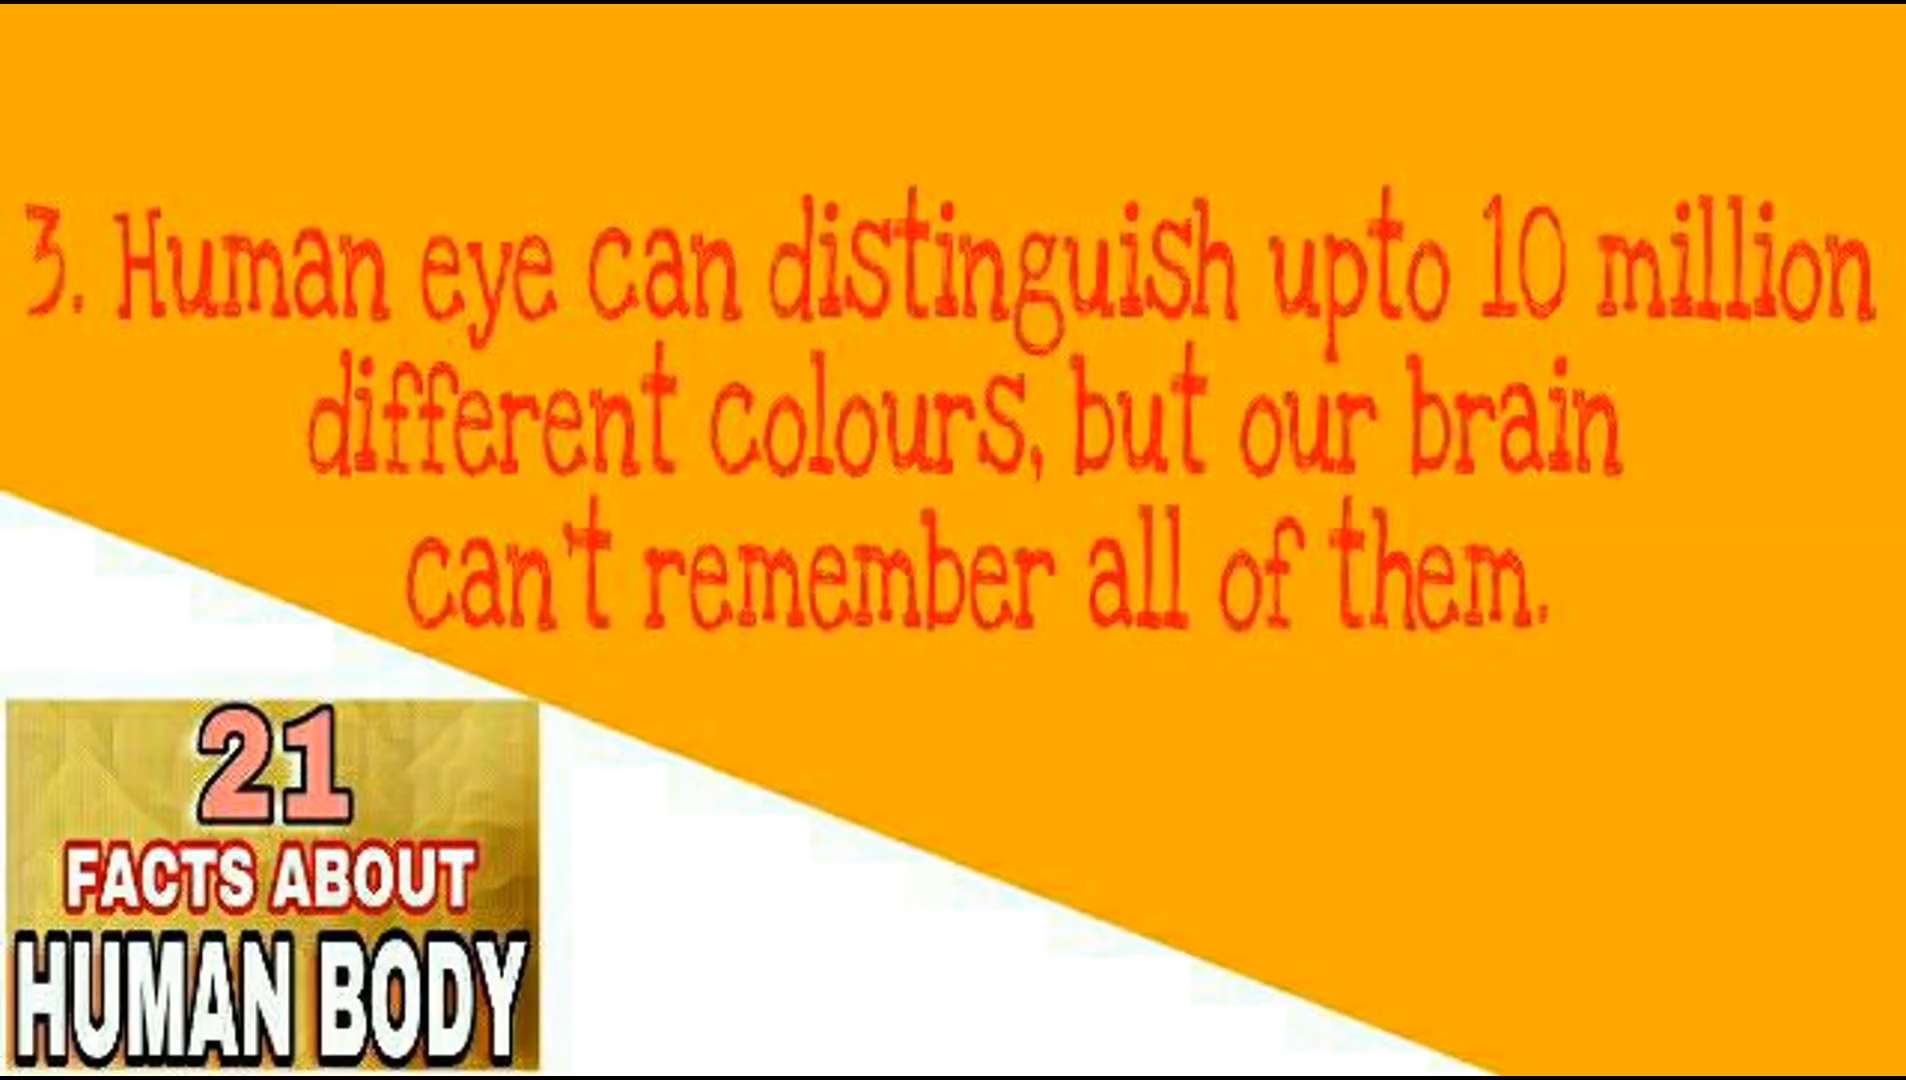 3. Human eye can distinguish upto 10 million
different colours, but our brain
can't remember all of them.
21
FACTS ABOUT
HUMAN BODY